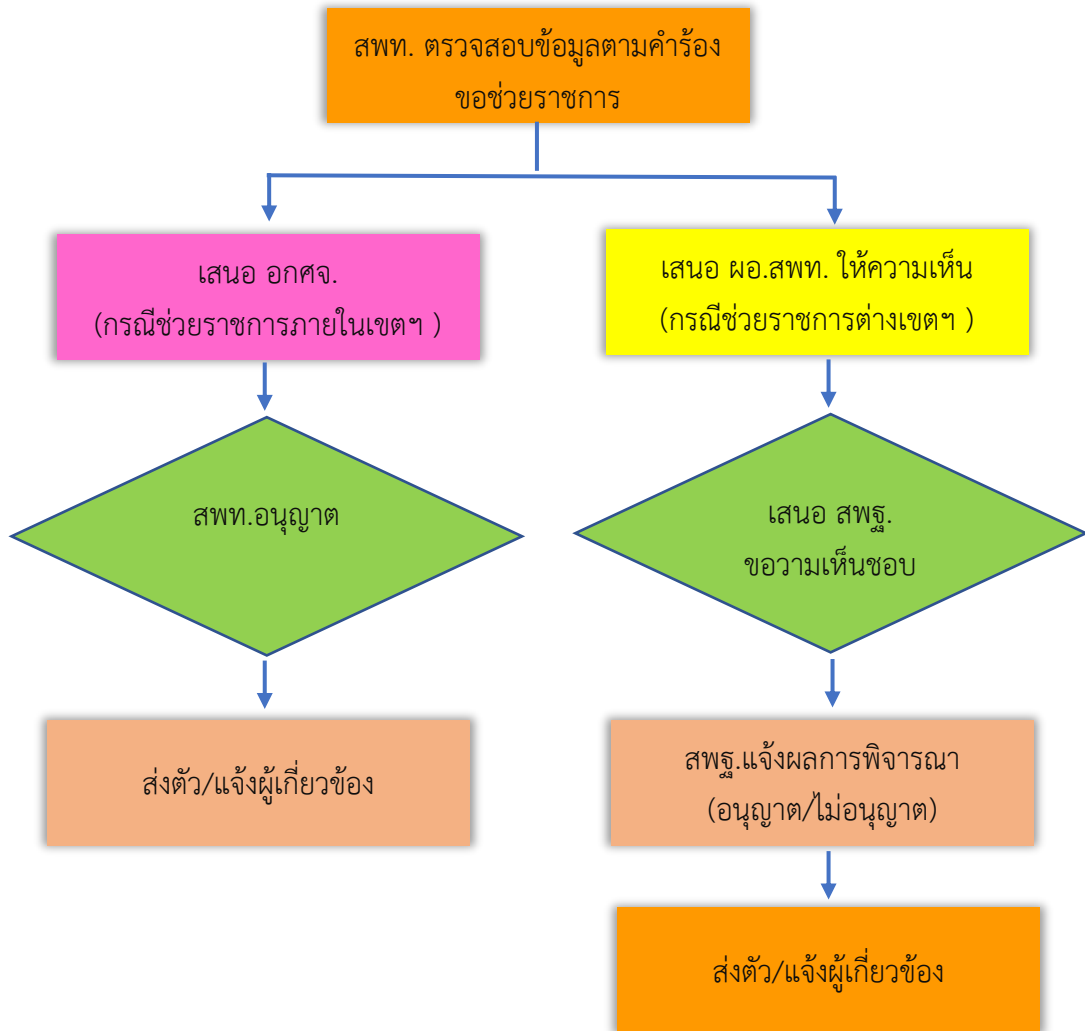 สพท. ตรวจสอบข้อมูลตามคำร้อง
ขอช่วยราชการ
เสนอ อกศจ.
(กรณีช่วยราชการภายในเขตฯ )
เสนอ ผอ.สพท. ให้ความเห็น
(กรณีช่วยราชการต่างเขตฯ )
สพท.อนุญาต
เสนอ สพฐ.
ขอวามเห็นชอบ
ส่งตัว/แจ้งผู้เกี่ยวข้อง
สพฐ.แจ้งผลการพิจารณา
(อนุญาต/ไม่อนุญาต)
ส่งตัว/แจ้งผู้เกี่ยวข้อง